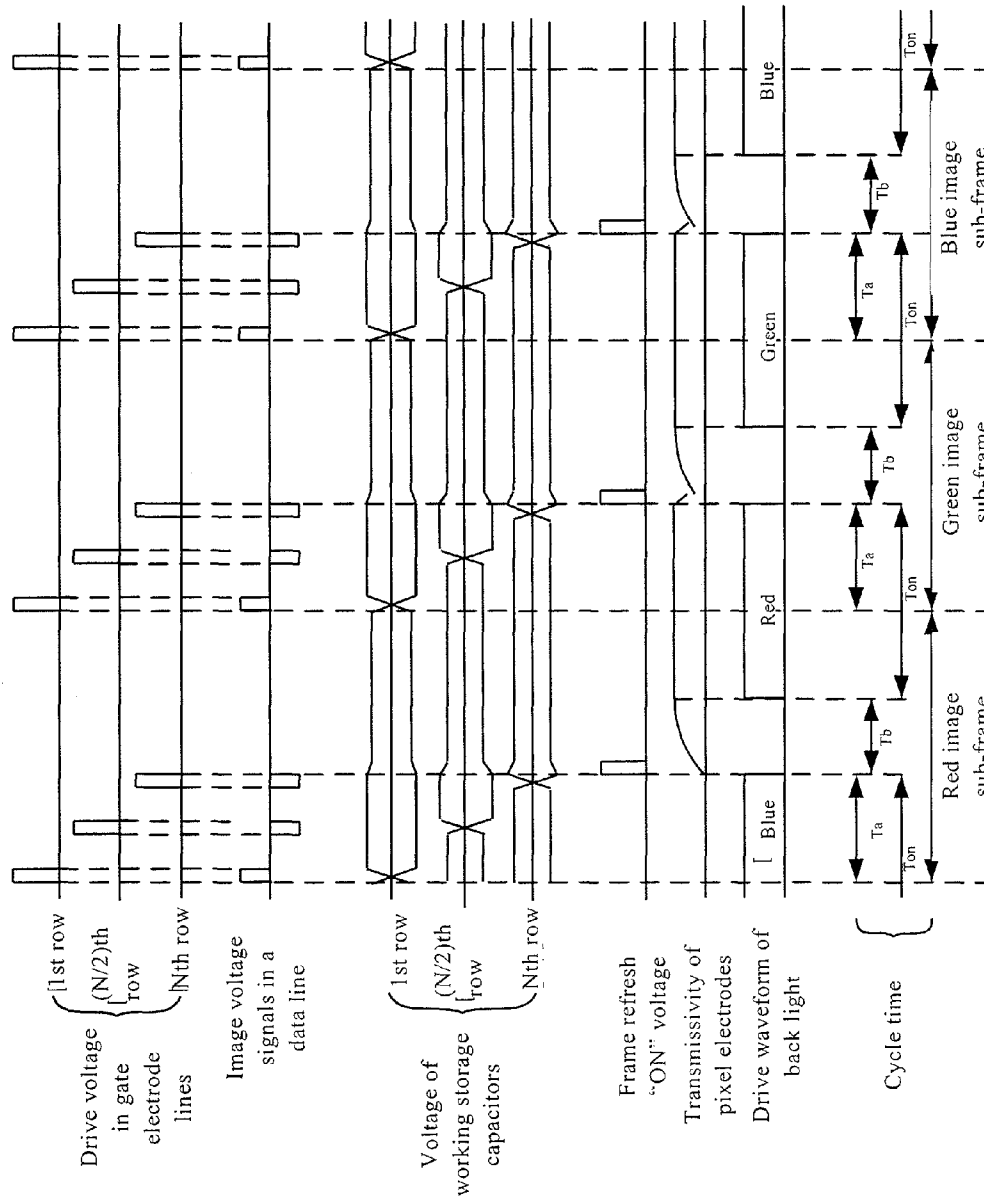 Drive voltage
in gate
electrode
lines
1st row
(N/2)th
row
Nth row
Image voltage
signals in a
data line
Voltage of
working storage
capacitors
1st row
(N/2)th
row
Nth row
Frame refresh
“ON” voltage
Transmissivity of
pixel electrodes
Drive waveform of
back light
Blue
Red
Green
Blue
Cycle time
Ta
Tb
Ta
Tb
Ta
Tb
Ton
Ton
Ton
Ton
Red image
sub-frame
Green image
sub-frame
Blue image
sub-frame